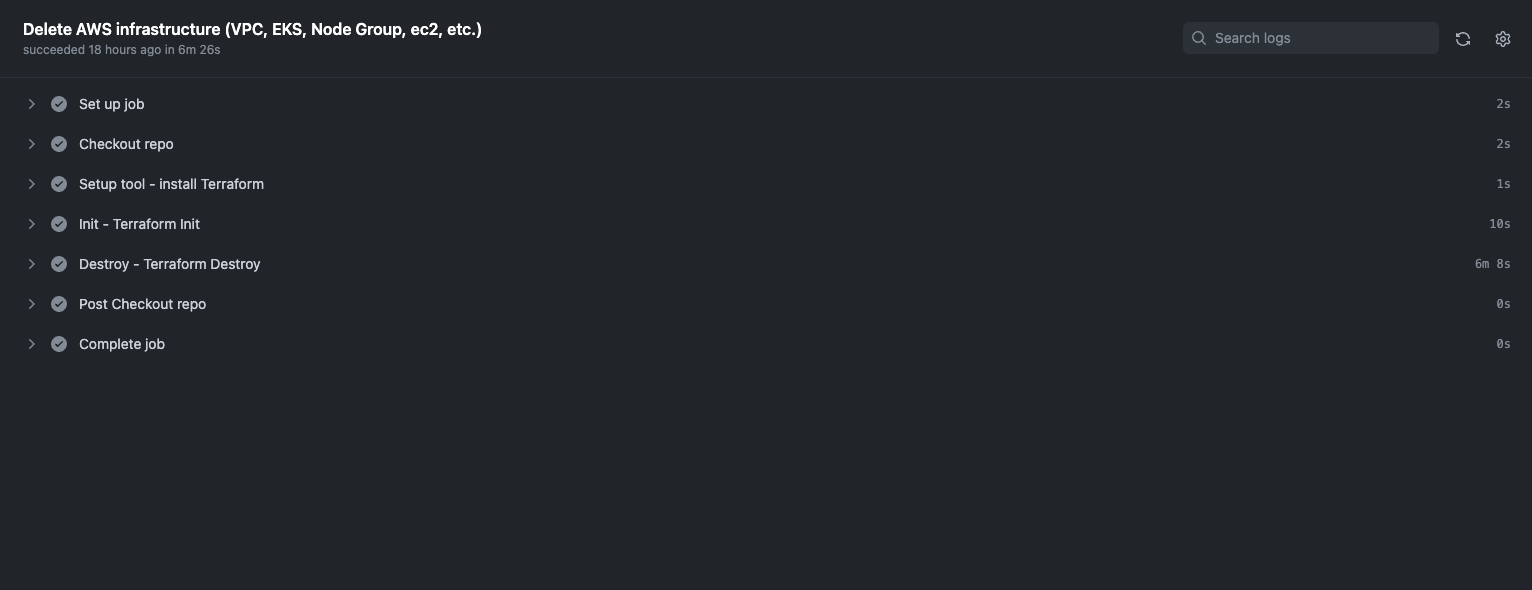 Delete AWS infrastructure (VPC, EKS, Node Group, ec2, etc.)
succeeded 18 hours ago in 6m 26s
Search logs
Set up job 2s
Checkout repo 2s
Setup tool - install Terraform 1s
Init - Terraform Init 10s
Destroy - Terraform Destroy 6m 8s
Post Checkout repo 0s
Complete job 0s